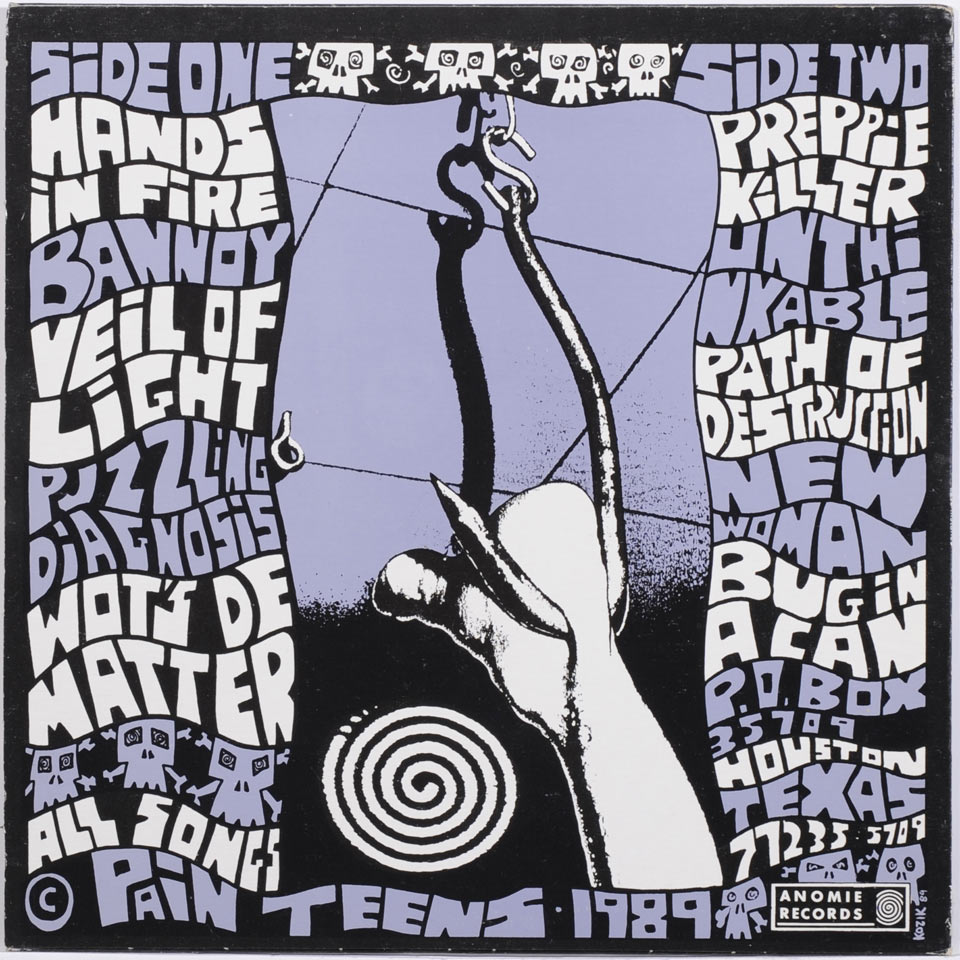 SiDE ONE
HANDS
iN FiRE
BANNOY
VEiL OF
LiGHT
PUZZLiNG
DiAGNOSiS
WOT'S DE
MATTER
ALL SONGS
© PAiN TEENS · 1989
SiDE TWO
PREPPiE
KiLLER
UNTHi
NKABLE
PATH OF
DESTRUCTiON
NEW
WOMAN
BUG iN
A CAN
P.O. BOX
35709
HOUSTON
TEXAS
77235·5709
ANOMIE
RECORDS
KOZIK 89